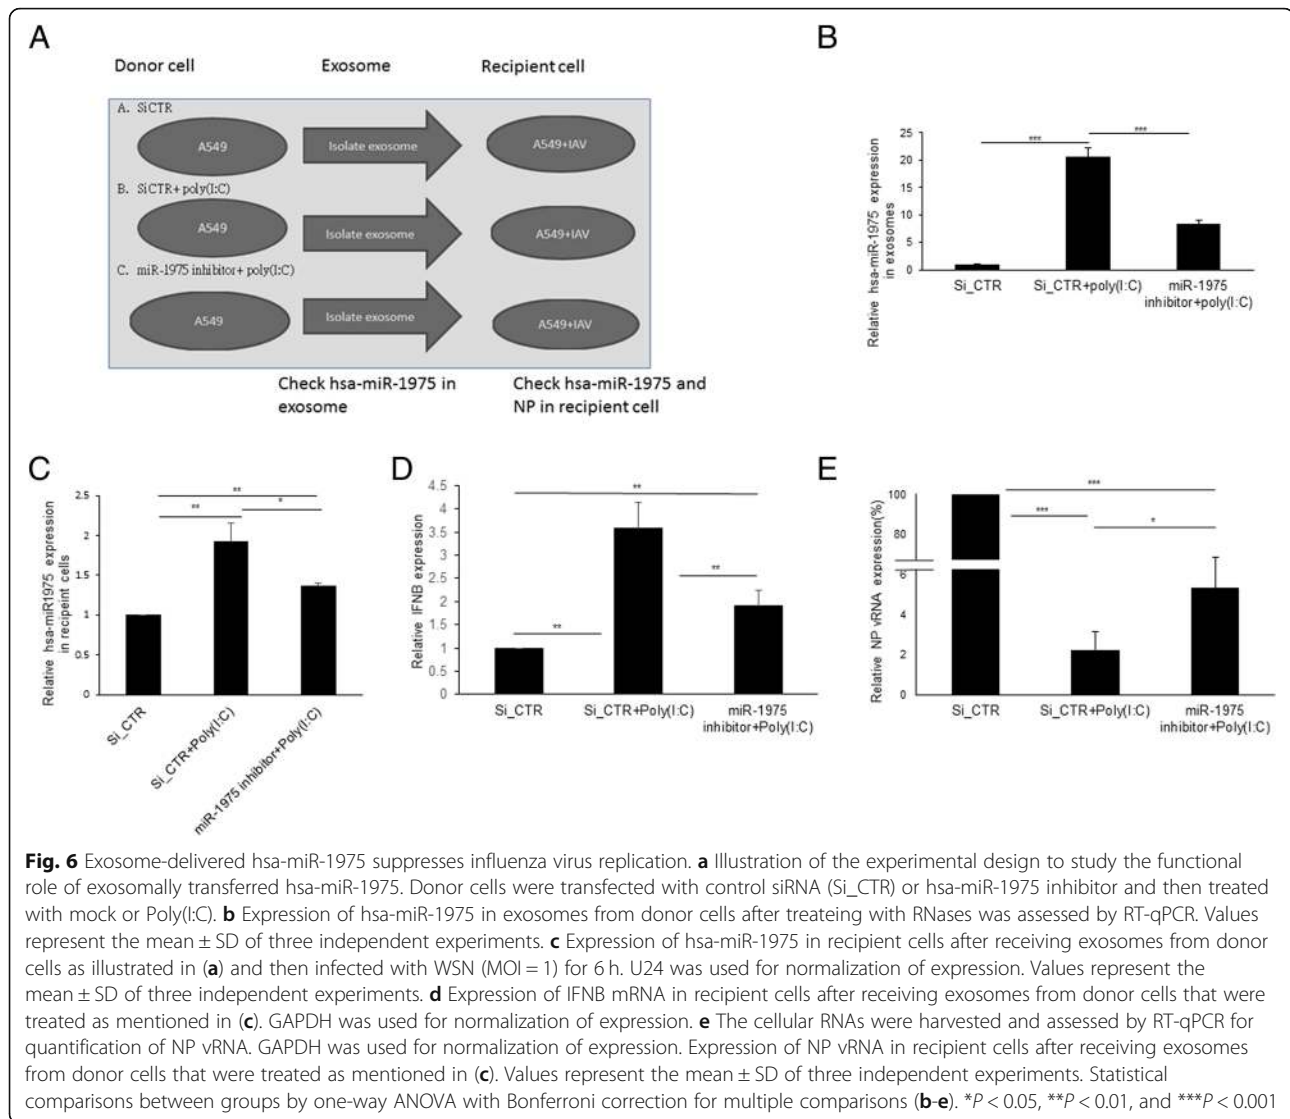 A
Donor cell Exosome Recipient cell
A. SiCTR
A549 Isolate exosome A549+IAV
B. SiCTR+ poly(I:C)
A549 Isolate exosome A549+IAV
C. miR-1975 inhibitor+ poly(I:C)
A549 Isolate exosome A549+IAV
Check hsa-miR-1975 in
exosome
Check hsa-miR-1975 and
NP in recipient cell
B
Relative hsa-miR-1975 expression
in exosomes
25
20
15
10
5
0
*** ***
Si_CTR Si_CTR+poly(I:C) miR-1975
inhibitor+poly(I:C)
C
Relative hsa-miR1975 expression
in recipeint cells
2.5
2
1.5
1
0.5
0
**
** *
Si_CTR
Si_CTR+Poly(I:C)
miR-1975 inhibitor+Poly(I:C)
D
Relative IFNB expression
4.5
4
3.5
3
2.5
2
1.5
1
0.5
0
**
**
**
Si_CTR Si_CTR+Poly(I:C) miR-1975
inhibitor+Poly(I:C)
E
Relative NP vRNA expression(%)
100
80
6
4
2
0
***
***
*
Si_CTR Si_CTR+Poly(I:C) miR-1975
inhibitor+Poly(I:C)
Fig. 6 Exosome-delivered hsa-miR-1975 suppresses influenza virus replication. a Illustration of the experimental design to study the functional
role of exosomally transferred hsa-miR-1975. Donor cells were transfected with control siRNA (Si_CTR) or hsa-miR-1975 inhibitor and then treated
with mock or Poly(I:C). b Expression of hsa-miR-1975 in exosomes from donor cells after treateing with RNases was assessed by RT-qPCR. Values
represent the mean ± SD of three independent experiments. c Expression of hsa-miR-1975 in recipient cells after receiving exosomes from donor
cells as illustrated in (a) and then infected with WSN (MOI = 1) for 6 h. U24 was used for normalization of expression. Values represent the
mean ± SD of three independent experiments. d Expression of IFNB mRNA in recipient cells after receiving exosomes from donor cells that were
treated as mentioned in (c). GAPDH was used for normalization of expression. e The cellular RNAs were harvested and assessed by RT-qPCR for
quantification of NP vRNA. GAPDH was used for normalization of expression. Expression of NP vRNA in recipient cells after receiving exosomes
from donor cells that were treated as mentioned in (c). Values represent the mean ± SD of three independent experiments. Statistical
comparisons between groups by one-way ANOVA with Bonferroni correction for multiple comparisons (b-e). *P < 0.05, **P < 0.01, and ***P < 0.001